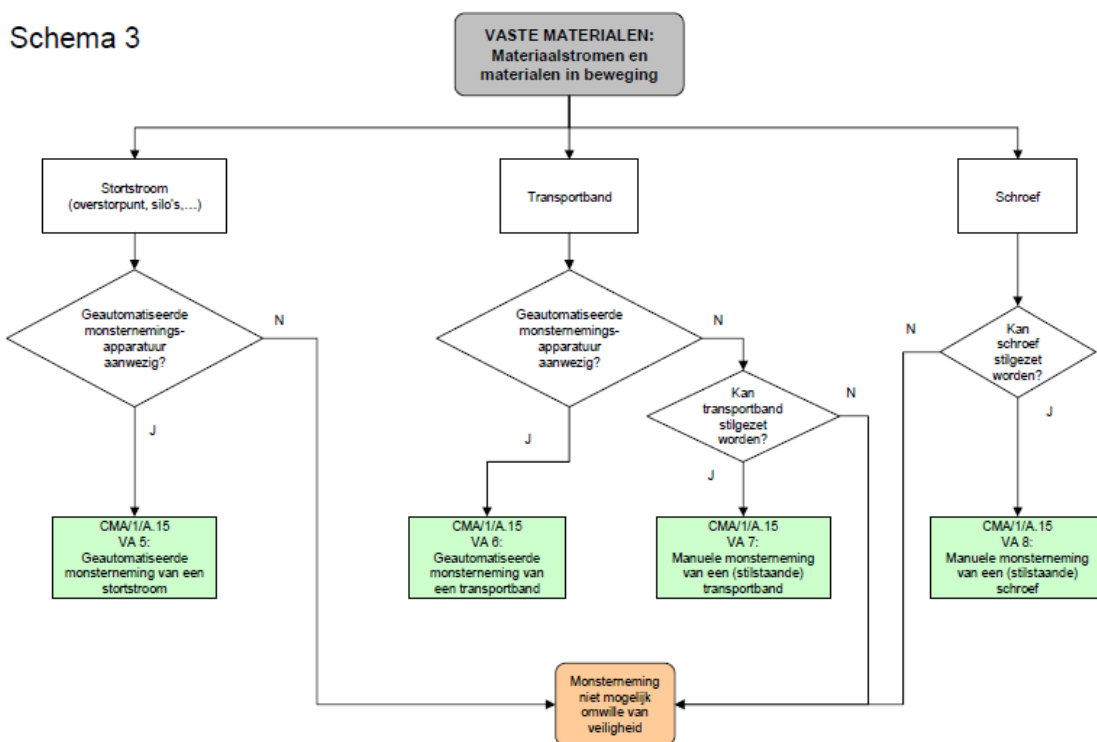 Schema 3
VASTE MATERIALEN:
Materiaalstromen en
materialen in beweging
Stortstroom
(overstorpunt, silo's,...)
Transportband
Schroef
Geautomatiseerde
monsternemings-
apparatuur
aanwezig?
N
J
Geautomatiseerde
monsternemings-
apparatuur
aanwezig?
N
J
Kan
transportband
stilgezet
worden?
N
J
Kan
schroef
stilgezet
worden?
N
J
CMA/1/A.15
VA 5:
Geautomatiseerde
monsterneming van een
stortstroom
CMA/1/A.15
VA 6:
Geautomatiseerde
monsterneming van
een transportband
CMA/1/A.15
VA 7:
Manuele monsterneming
van een (stilstaande)
transportband
CMA/1/A.15
VA 8:
Manuele monsterneming
van een (stilstaande)
schroef
Monsterneming
niet mogelijk
omwille van
veiligheid